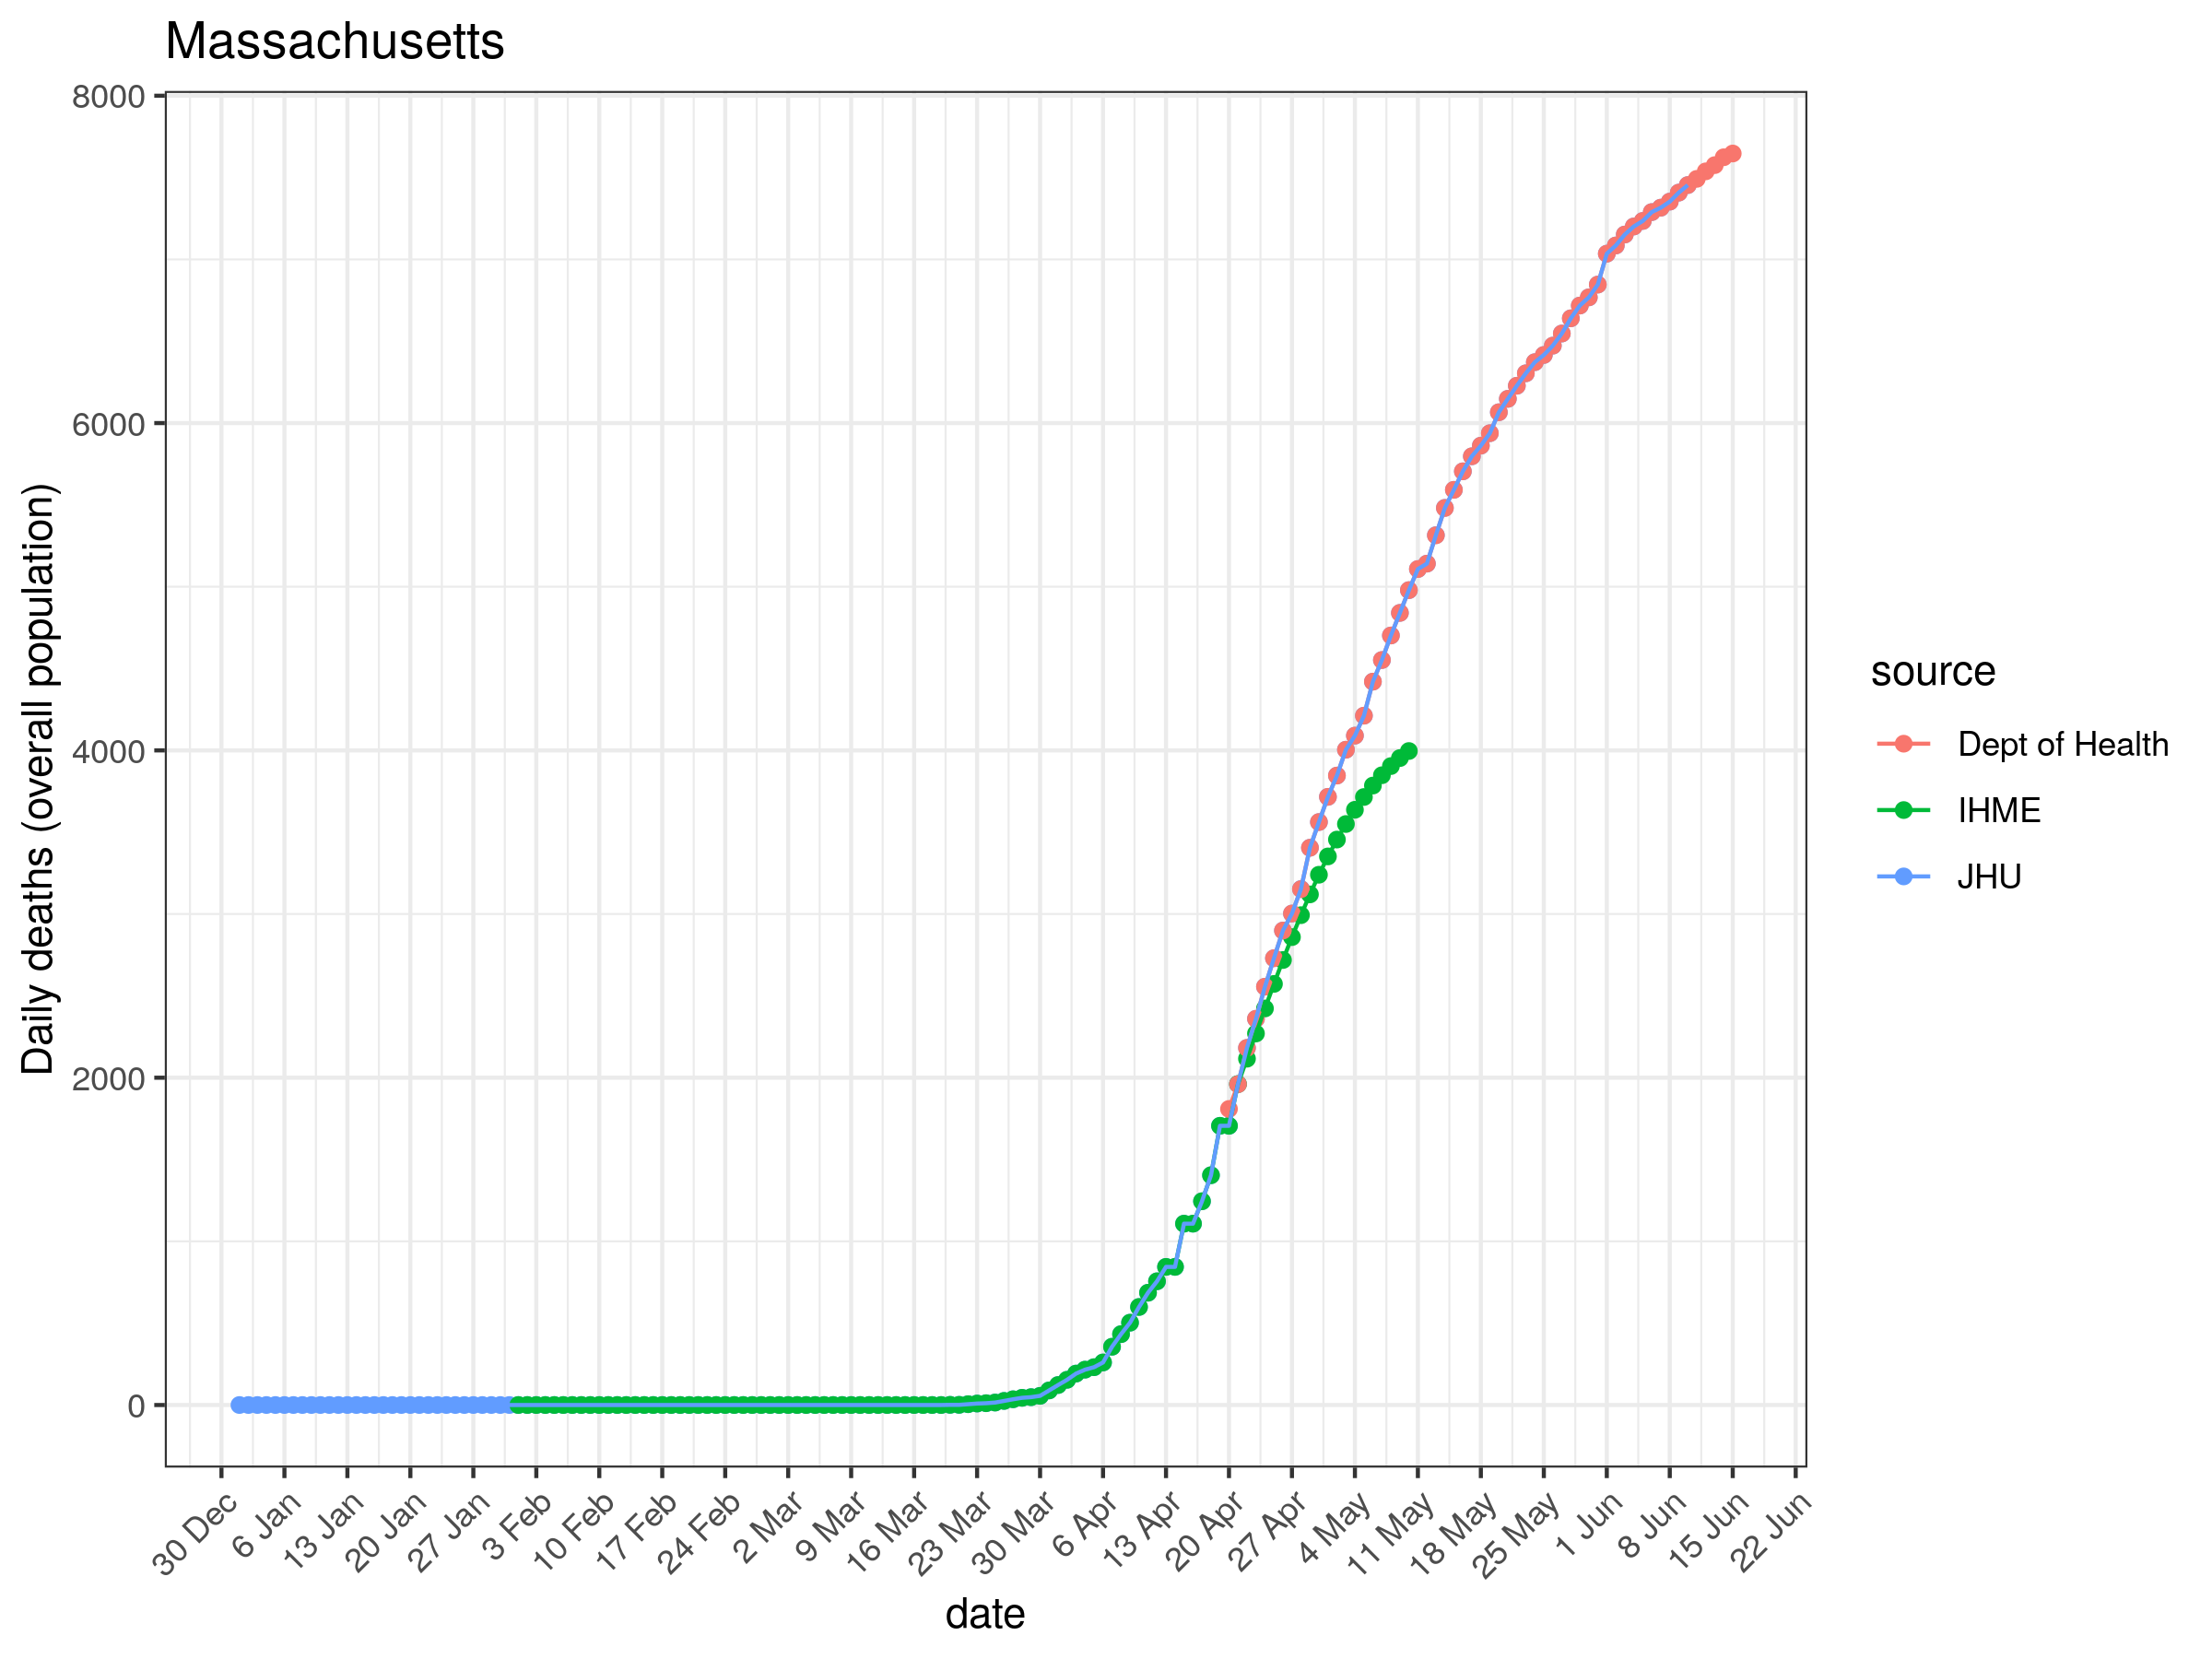 Massachusetts
8000
6000
4000
2000
0
Daily deaths (overall population)
30 Dec
6 Jan
13 Jan
20 Jan
27 Jan
3 Feb
10 Feb
17 Feb
24 Feb
2 Mar
9 Mar
16 Mar
23 Mar
30 Mar
6 Apr
13 Apr
20 Apr
27 Apr
4 May
11 May
18 May
25 May
1 Jun
8 Jun
15 Jun
22 Jun
date
source
Dept of Health
IHME
JHU